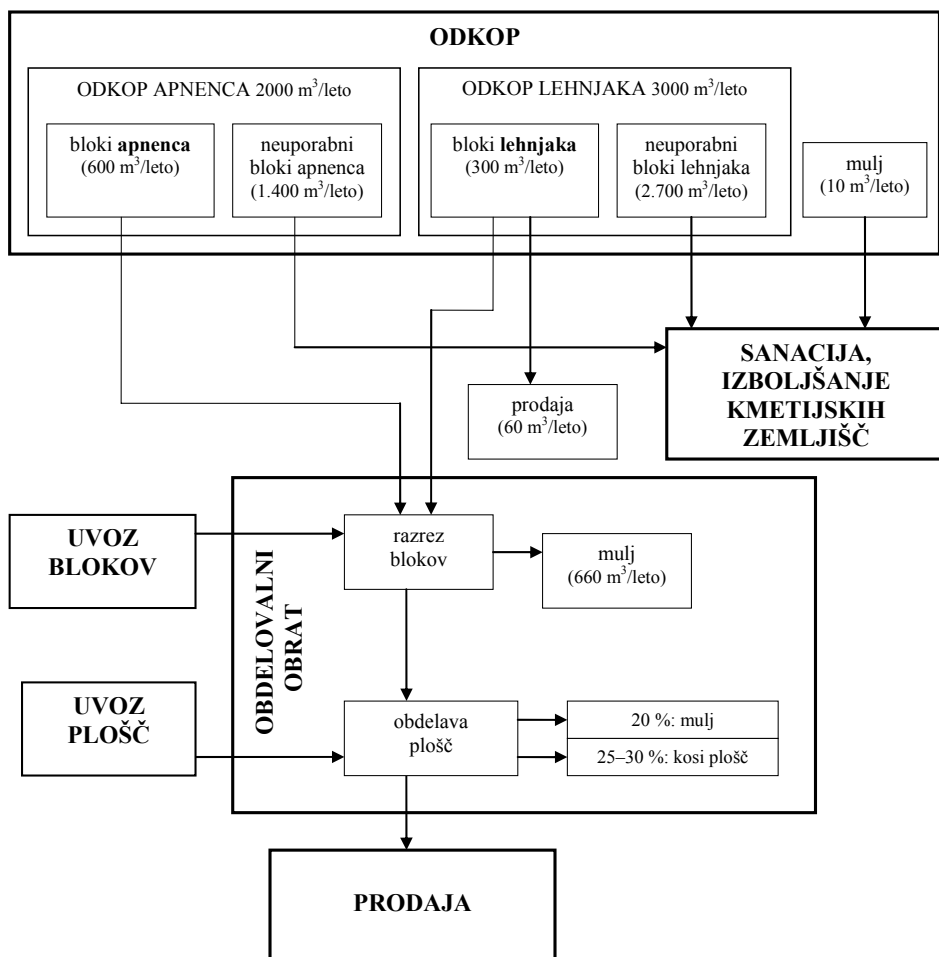 ODKOP
ODKOP APNENCA 2000 m³/leto
bloki apnenca
(600 m³/leto)
neuporabni
bloki apnenca
(1.400 m³/leto)
ODKOP LEHNJAKA 3000 m³/leto
bloki lehnjaka
(300 m³/leto)
neuporabni
bloki lehnjaka
(2.700 m³/leto)
mulj
(10 m³/leto)
SANACIJA,
IZBOLJŠANJE
KMETIJSKIH
ZEMLJIŠČ
prodaja
(60 m³/leto)
UVOZ
BLOKOV
OBDELOVALNI
OBRAT
razrez
blokov
mulj
(660 m³/leto)
UVOZ
PLOŠČ
obdelava
plošč
20 %: mulj
25–30 %: kosi plošč
PRODAJA